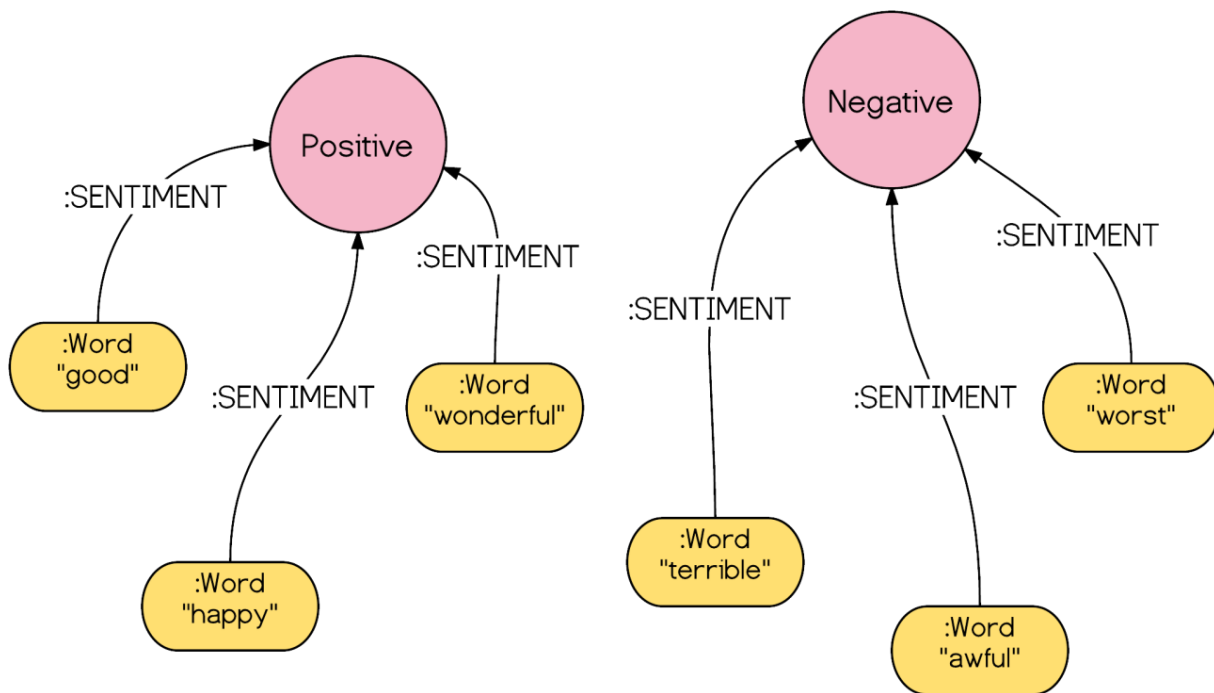 Positive
:SENTIMENT
:SENTIMENT
:SENTIMENT
:Word
"good"
:Word
"happy"
:Word
"wonderful"
Negative
:SENTIMENT
:SENTIMENT
:SENTIMENT
:Word
"terrible"
:Word
"awful"
:Word
"worst"